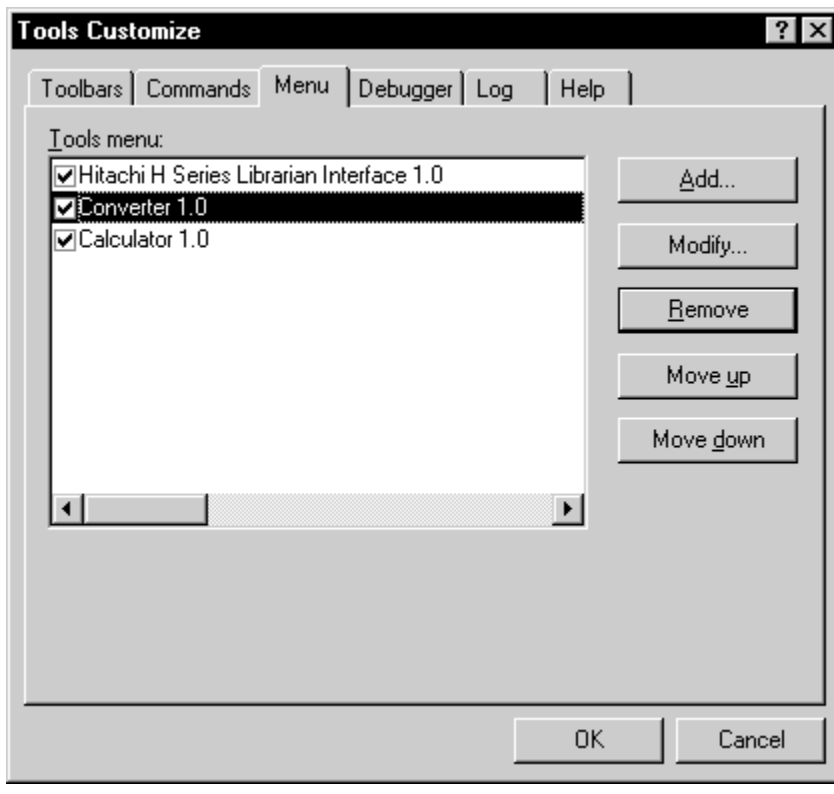 Tools Customize
Toolbars Commands Menu Debugger Log Help
Tools menu:
Hitachi H Series Librarian Interface 1.0
Converter 1.0
Calculator 1.0
Add...
Modify...
Remove
Move up
Move down
OK Cancel